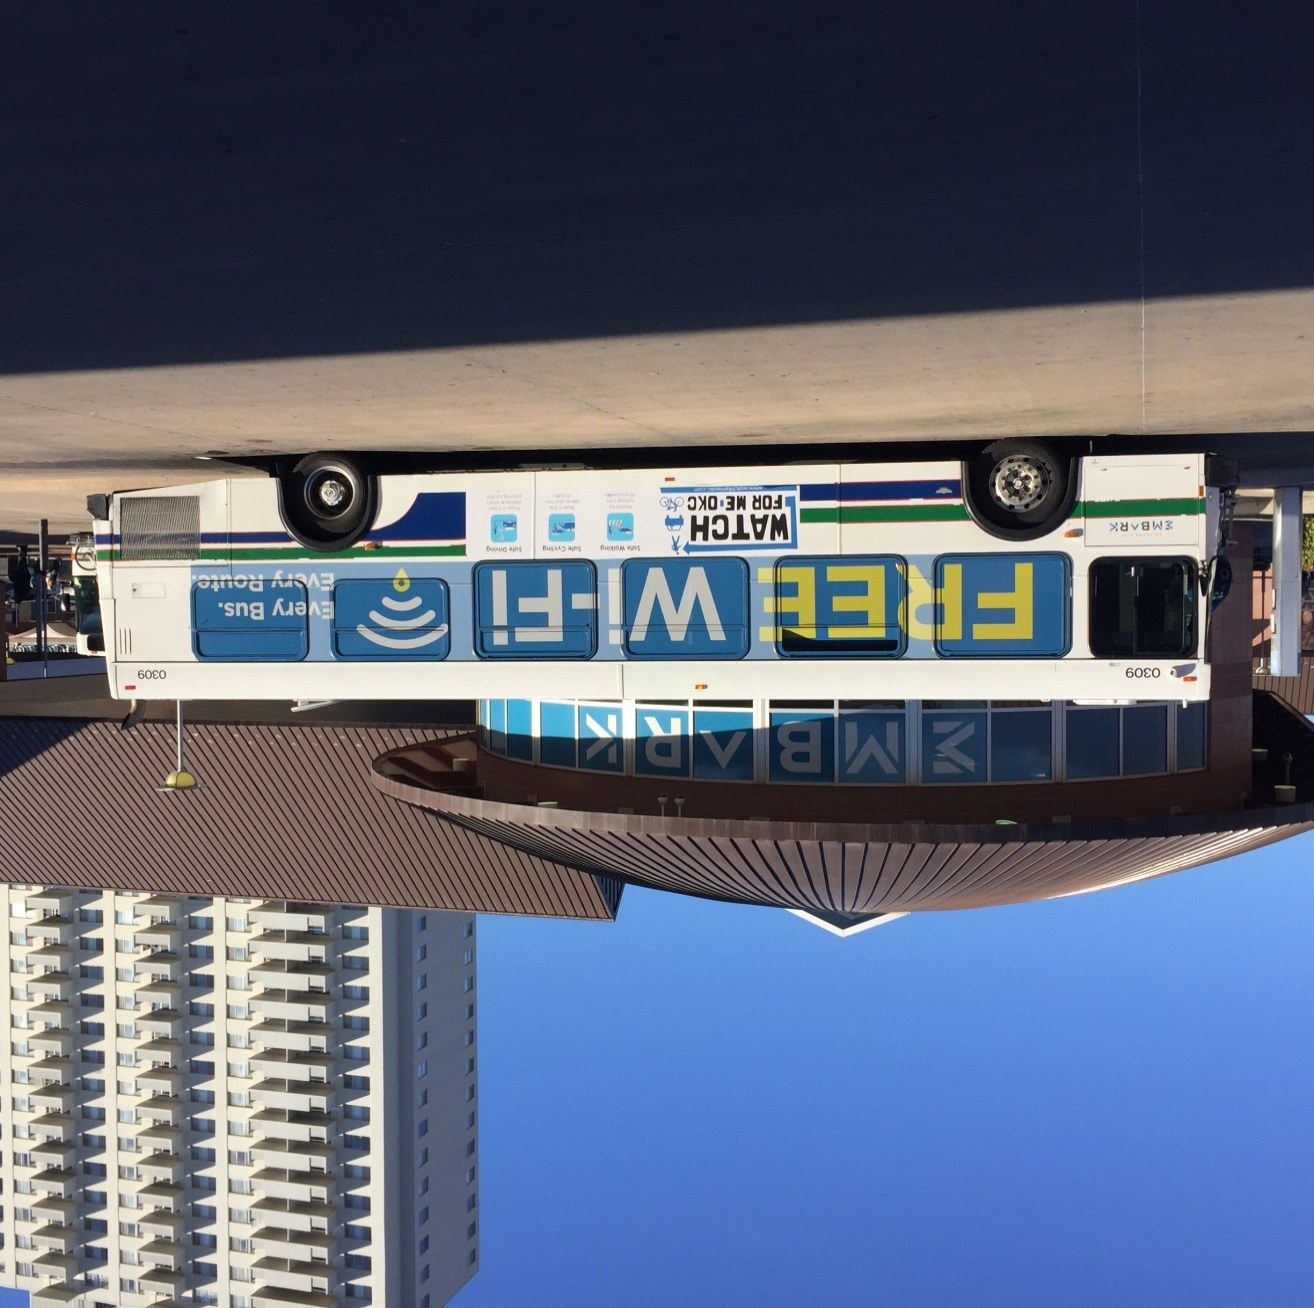 EMBARK
0309
0309
FREE Wi-Fi
Every Bus.
Every Route.
EMBARK
WATCH
FOR ME OKC
Safe Walking
Safe Cycling
Safe Driving